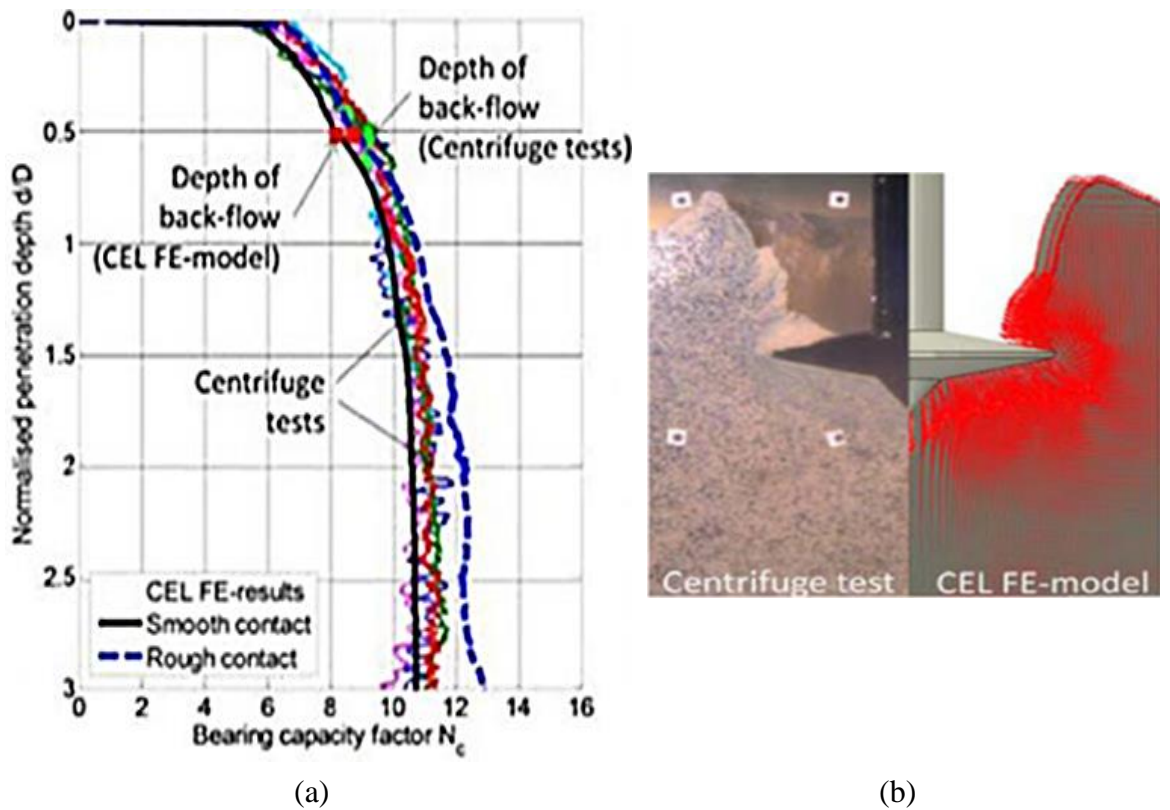 0
0.5
1
1.5
2
2.5
3
Normalised penetration depth d/D
Depth of
back-flow
(Centrifuge tests)
Depth of
back-flow
(CEL FE-model)
Centrifuge
tests
CEL FE-results
Smooth contact
Rough contact
0 2 4 6 8 10 12 14 16
Bearing capacity factor Nc
Centrifuge test
CEL FE-model
(a)
(b)